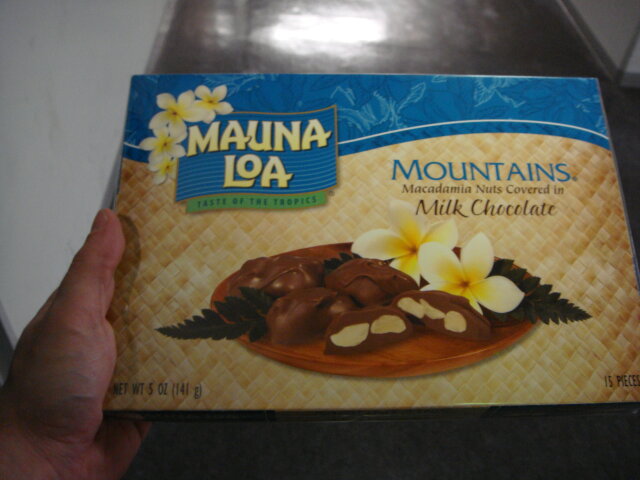 MAUNA
LOA
TASTE OF THE TROPICS
MOUNTAINS®
Macadamia Nuts Covered in
Milk Chocolate
NET WT 5 OZ (141 g)
15 PIECES